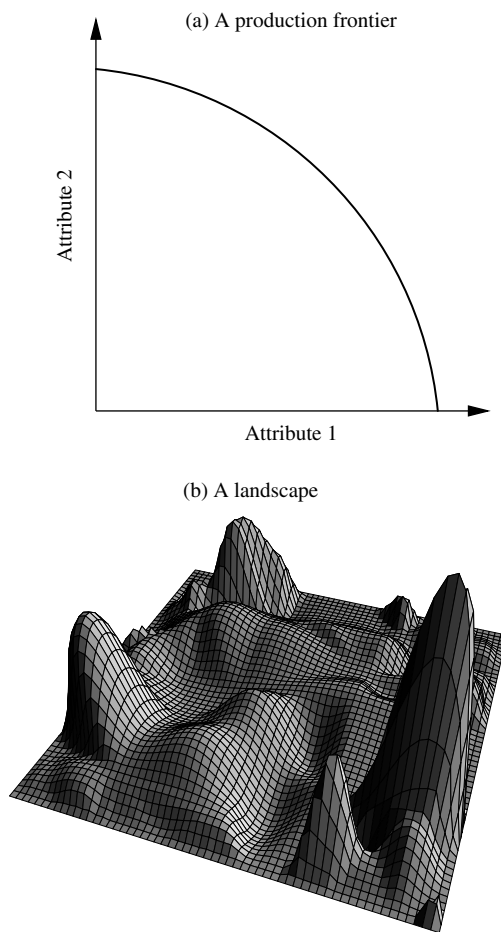 (a) A production frontier
Attribute 2
Attribute 1
(b) A landscape